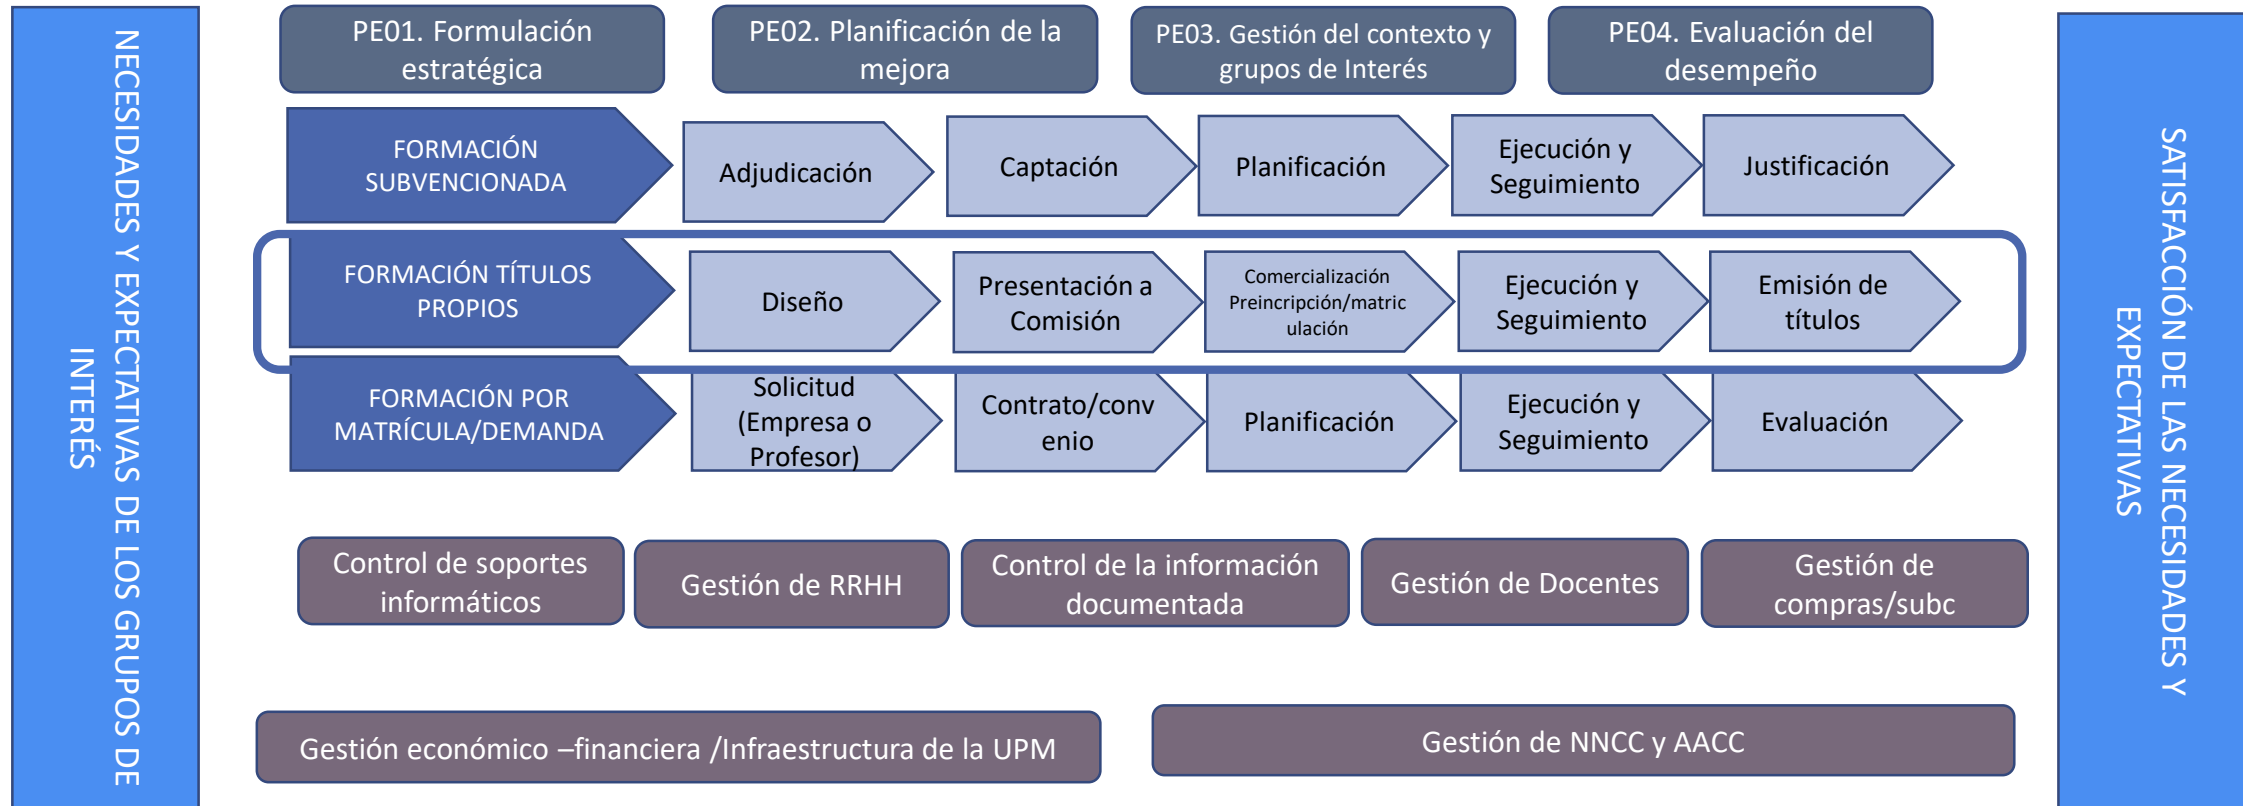 NECESIDADES Y EXPECTATIVAS DE LOS GRUPOS DE
INTERÉS
PE01. Formulación
estratégica
PE02. Planificación de la
mejora
PE03. Gestión del contexto y
grupos de Interés
PE04. Evaluación del
desempeño
FORMACIÓN
SUBVENCIONADA
Adjudicación
Captación
Planificación
Ejecución y
Seguimiento
Justificación
FORMACIÓN TÍTULOS
PROPIOS
Diseño
Presentación a
Comisión
Comercialización
Preincripción/matric
ulación
Ejecución y
Seguimiento
Emisión de
títulos
FORMACIÓN POR
MATRÍCULA/DEMANDA
Solicitud
(Empresa o
Profesor)
Contrato/conv
enio
Planificación
Ejecución y
Seguimiento
Evaluación
Control de soportes
informáticos
Gestión de RRHH
Control de la información
documentada
Gestión de Docentes
Gestión de
compras/subc
Gestión económico –financiera /Infraestructura de la UPM
Gestión de NNCC y AACC
SATISFACCIÓN DE LAS NECESIDADES Y
EXPECTATIVAS